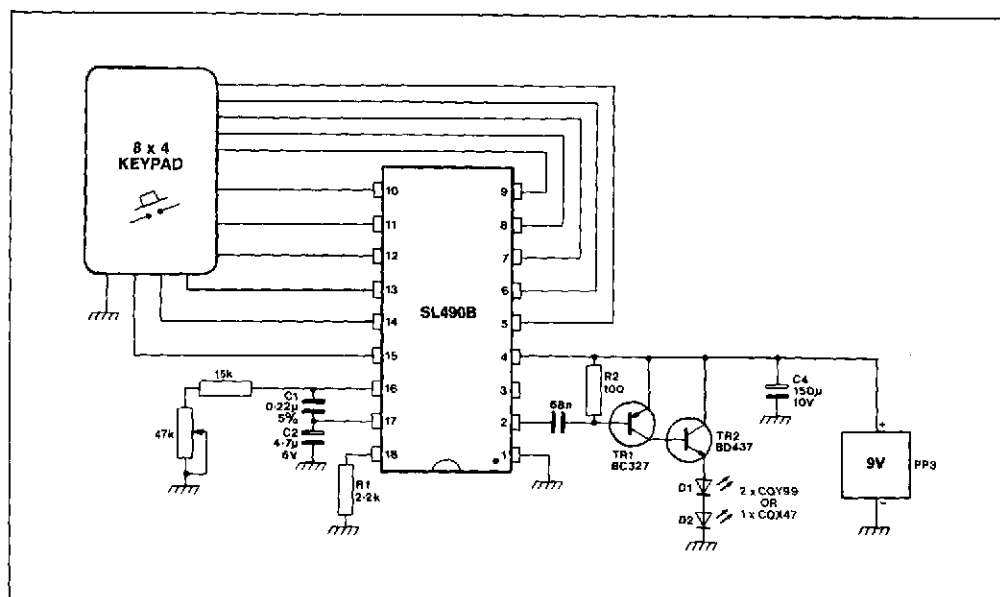 8 x 4
KEYPAD
10
11
12
13
14
15
16
17
18
SL490B
9
8
7
6
5
4
3
2
1
15k
47k
C1
0·22µ
5%
C2
4·7µ
6V
R1
2·2k
R2
10Ω
68n
TR1
BC327
TR2
BD437
D1
D2
2 x CQY99
OR
1 x CQX47
C4
150µ
10V
+
9V
−
PP3